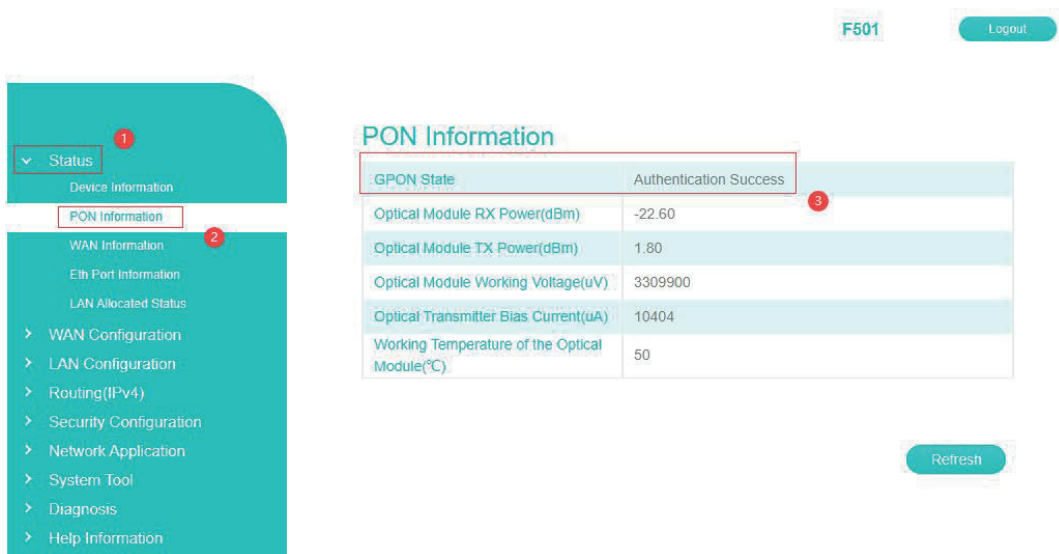 F501
Logout
1
Status
Device Information
PON Information
2
WAN Information
Eth Port Information
LAN Allocated Status
WAN Configuration
LAN Configuration
Routing(IPv4)
Security Configuration
Network Application
System Tool
Diagnosis
Help Information
PON Information
GPON State Authentication Success
3
Optical Module RX Power(dBm) -22.60
Optical Module TX Power(dBm) 1.80
Optical Module Working Voltage(uV) 3309900
Optical Transmitter Bias Current(uA) 10404
Working Temperature of the Optical
Module(℃) 50
Refresh